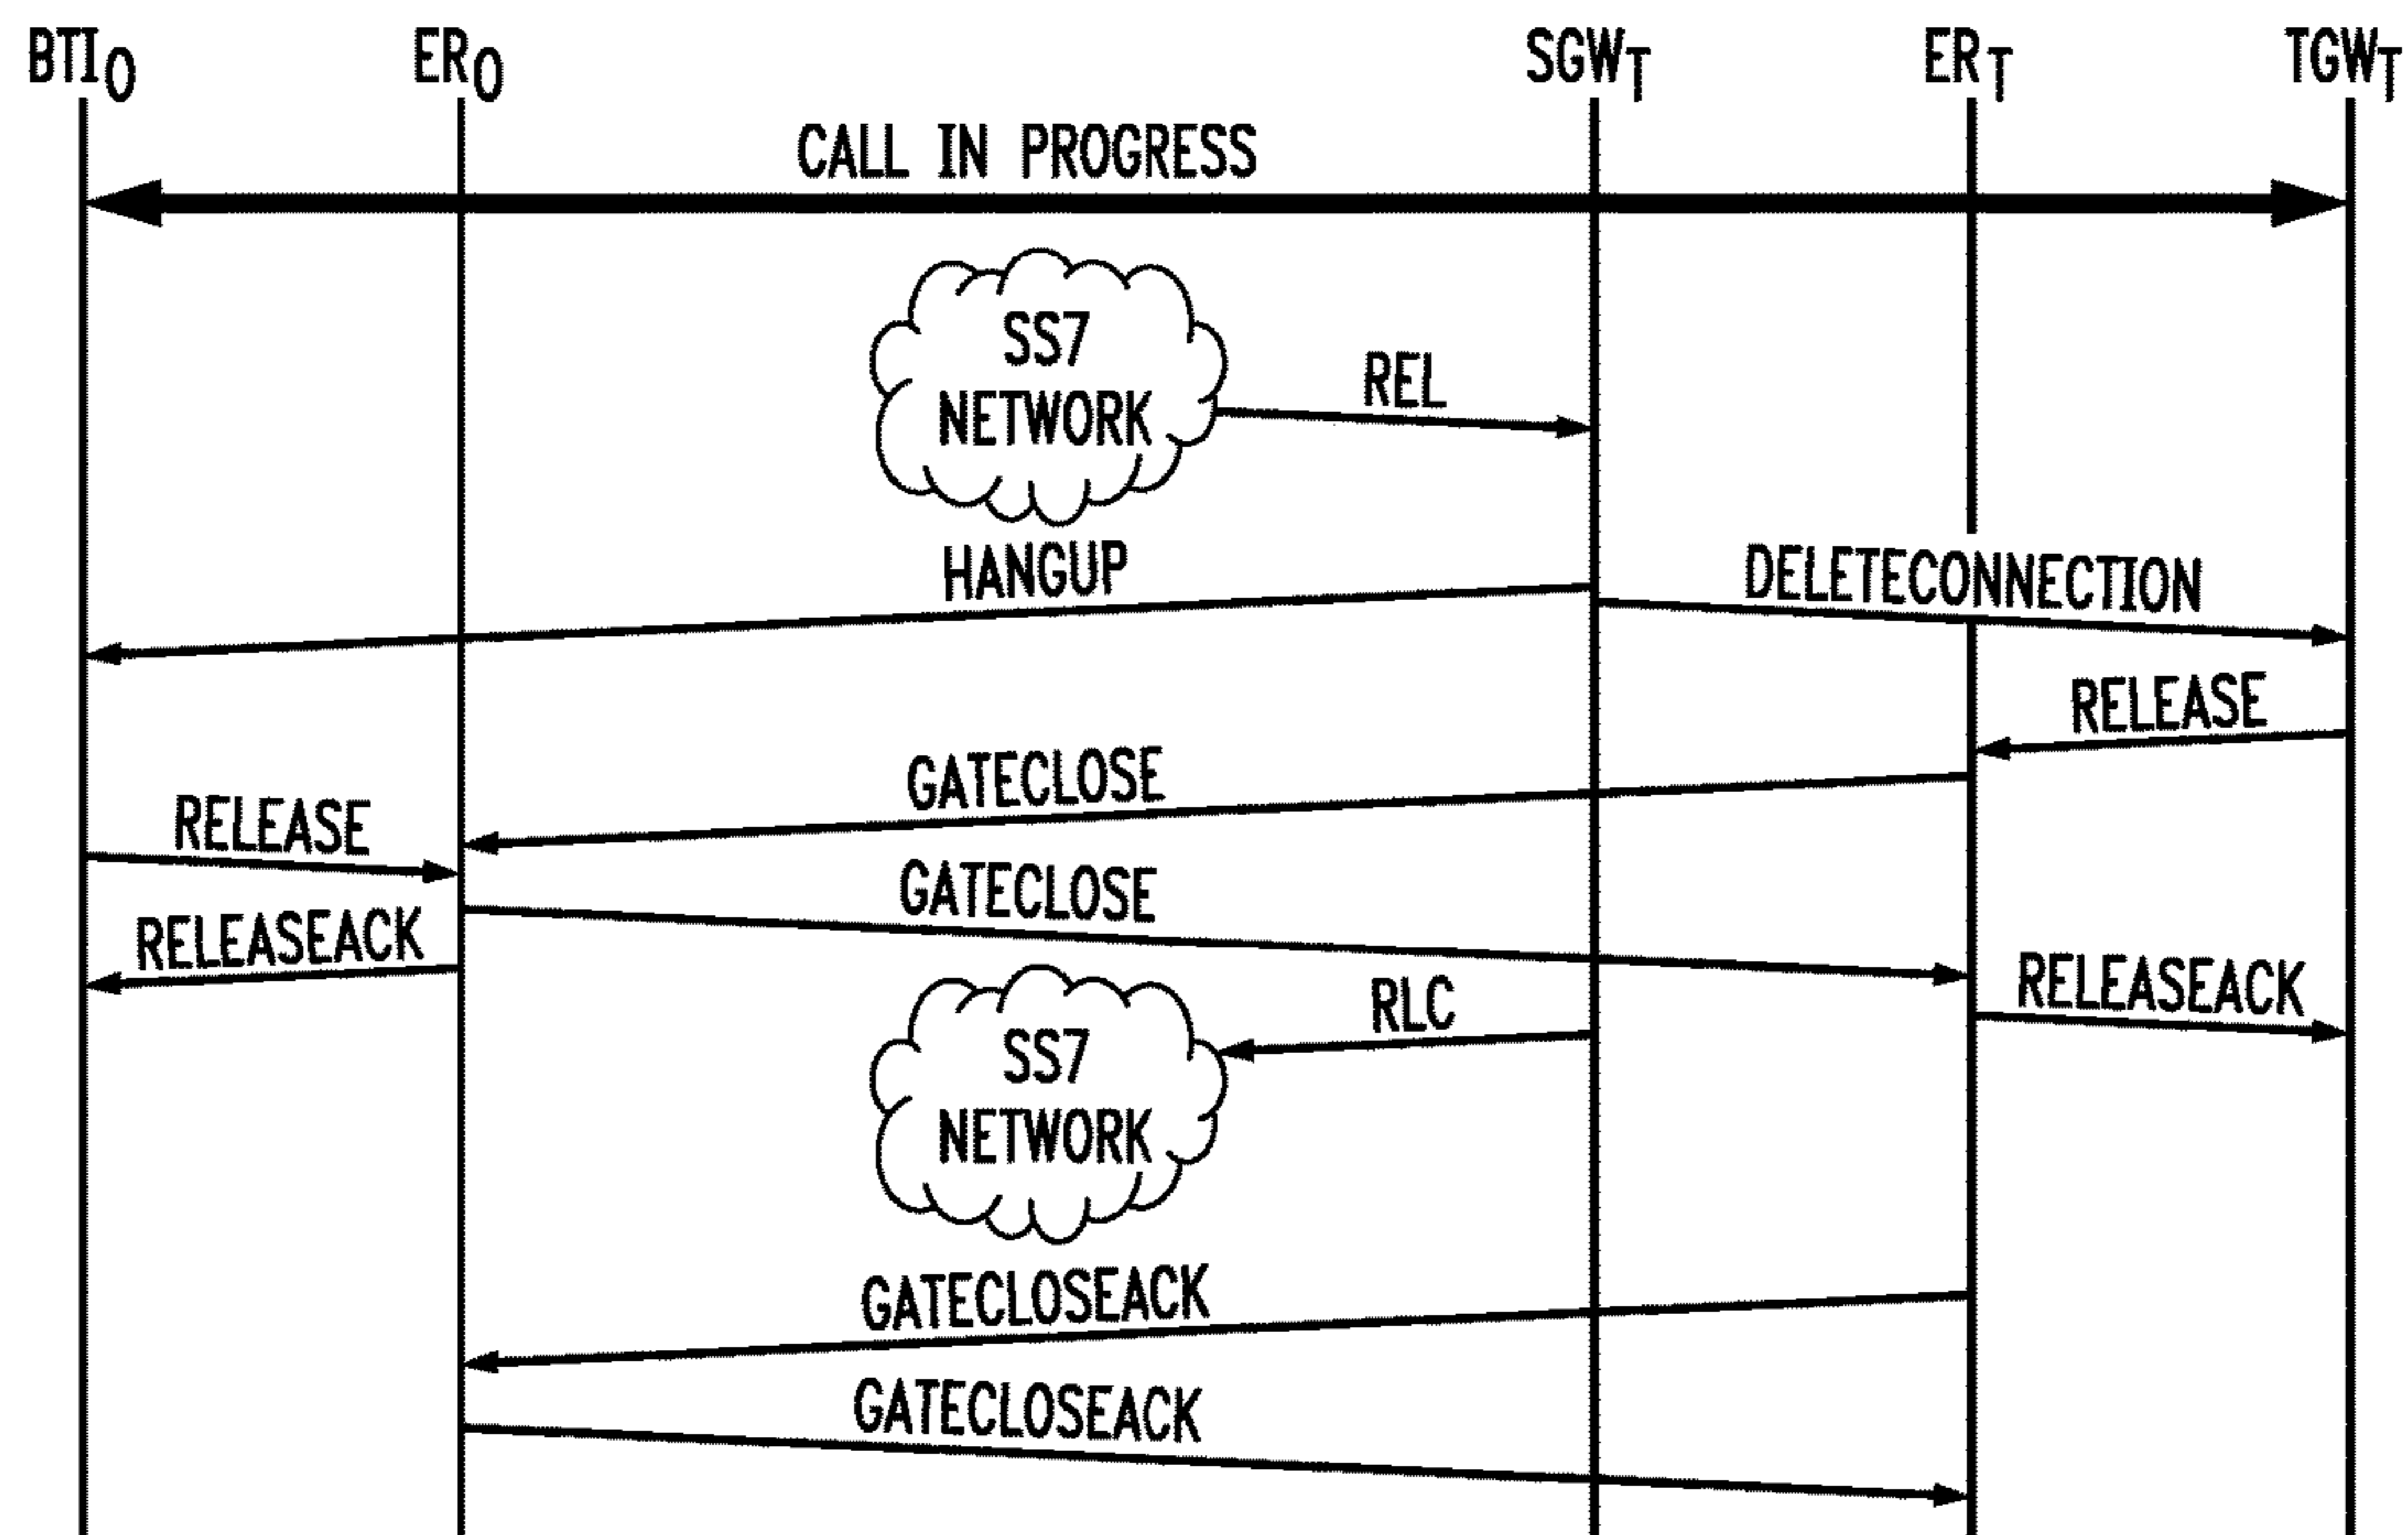 BTIO ERO SGWT ERT TGWT
CALL IN PROGRESS
SS7
NETWORK
REL
HANGUP
DELETECONNECTION
RELEASE
GATECLOSE
RELEASE
GATECLOSE
RELEASEACK
RELEASEACK
RLC
SS7
NETWORK
GATECLOSEACK
GATECLOSEACK